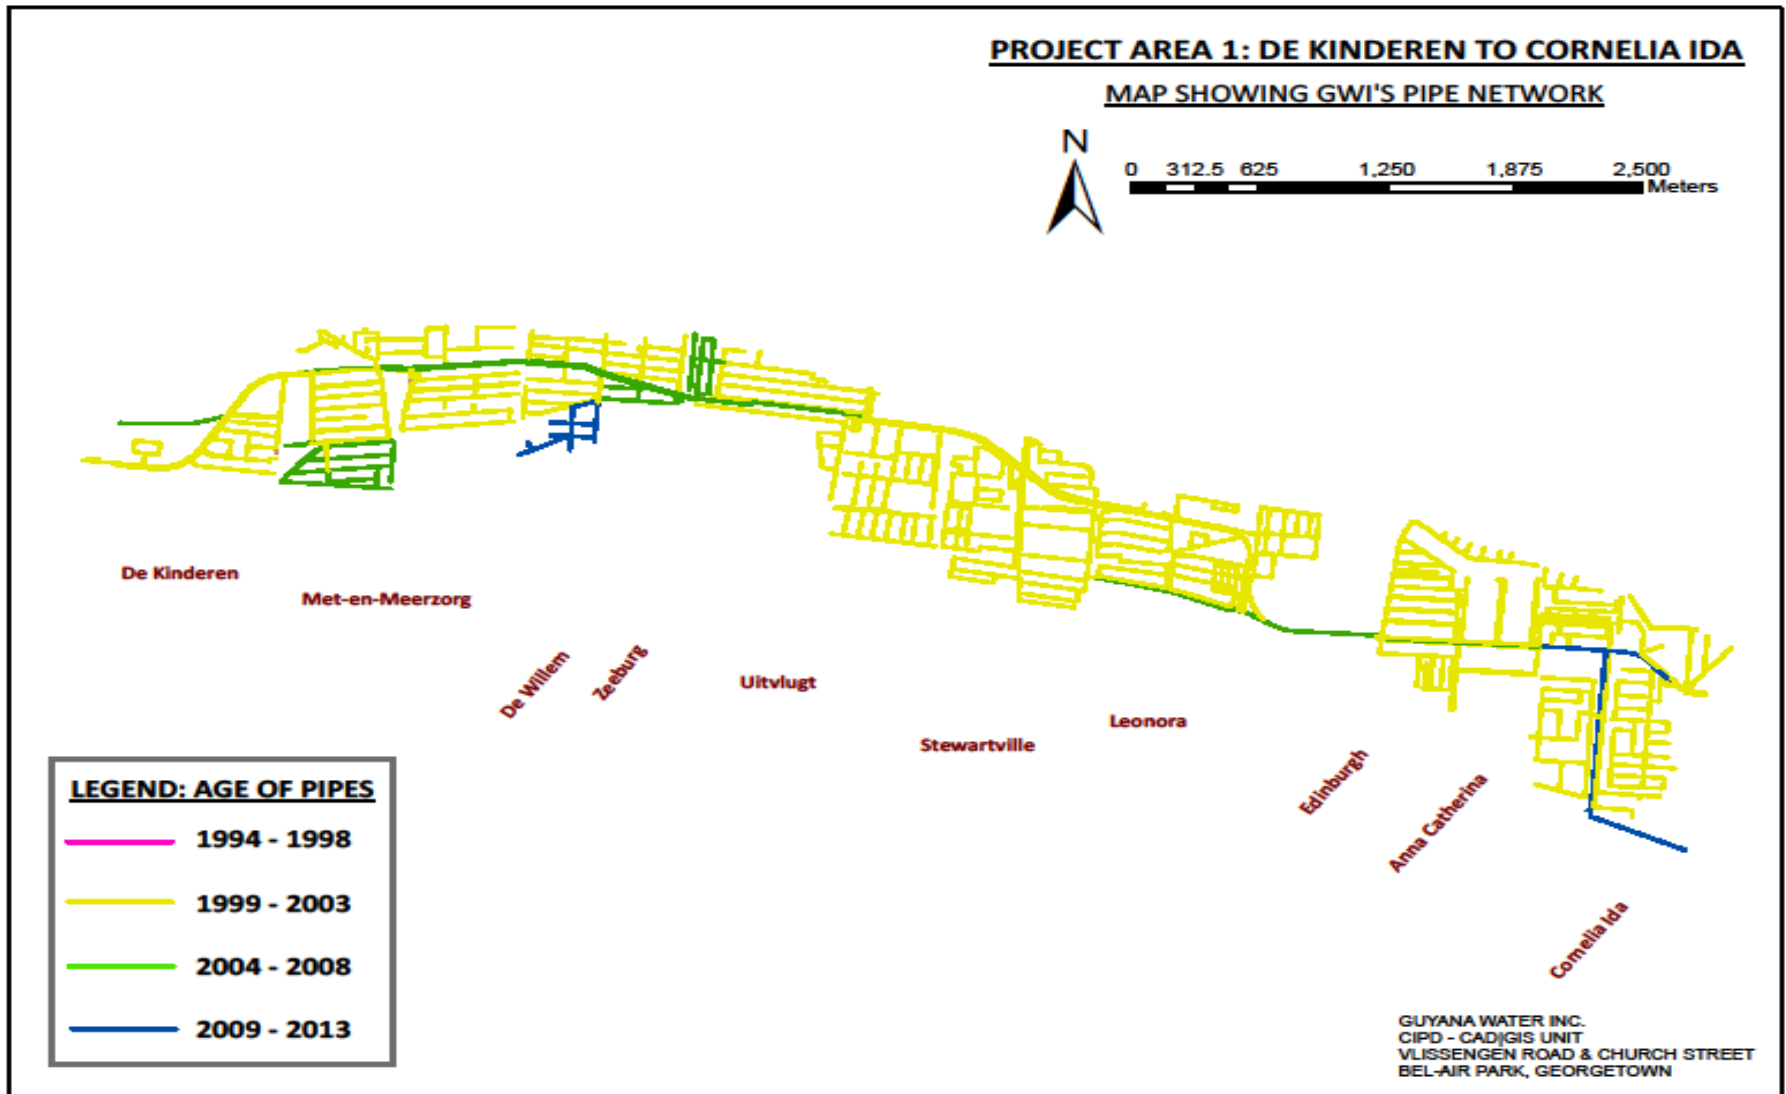 PROJECT AREA 1: DE KINDEREN TO CORNELIA IDA
MAP SHOWING GWI'S PIPE NETWORK
N
0 312.5 625 1,250 1,875 2,500
Meters
De Kinderen
Met-en-Meerzorg
De Willem
Zeeburg
Uitvlugt
Stewartville
Leonora
Edinburgh
Anna Catherina
Cornelia Ida
LEGEND: AGE OF PIPES
1994 - 1998
1999 - 2003
2004 - 2008
2009 - 2013
GUYANA WATER INC.
CIPD - CAD|GIS UNIT
VLISSENGEN ROAD & CHURCH STREET
BEL-AIR PARK, GEORGETOWN